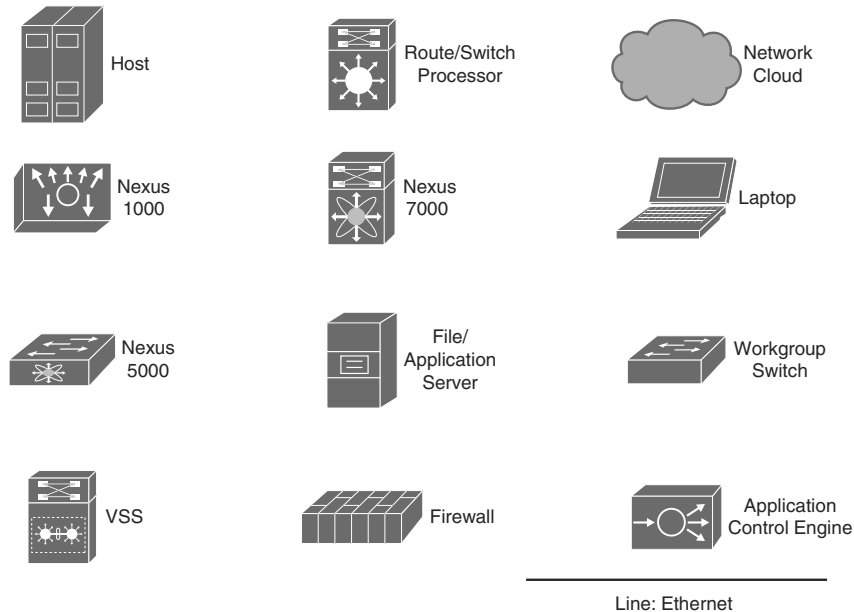 Host
Route/Switch
Processor
Network
Cloud
Nexus
1000
Nexus
7000
Laptop
Nexus
5000
File/
Application
Server
Workgroup
Switch
VSS
Firewall
Application
Control Engine
Line: Ethernet